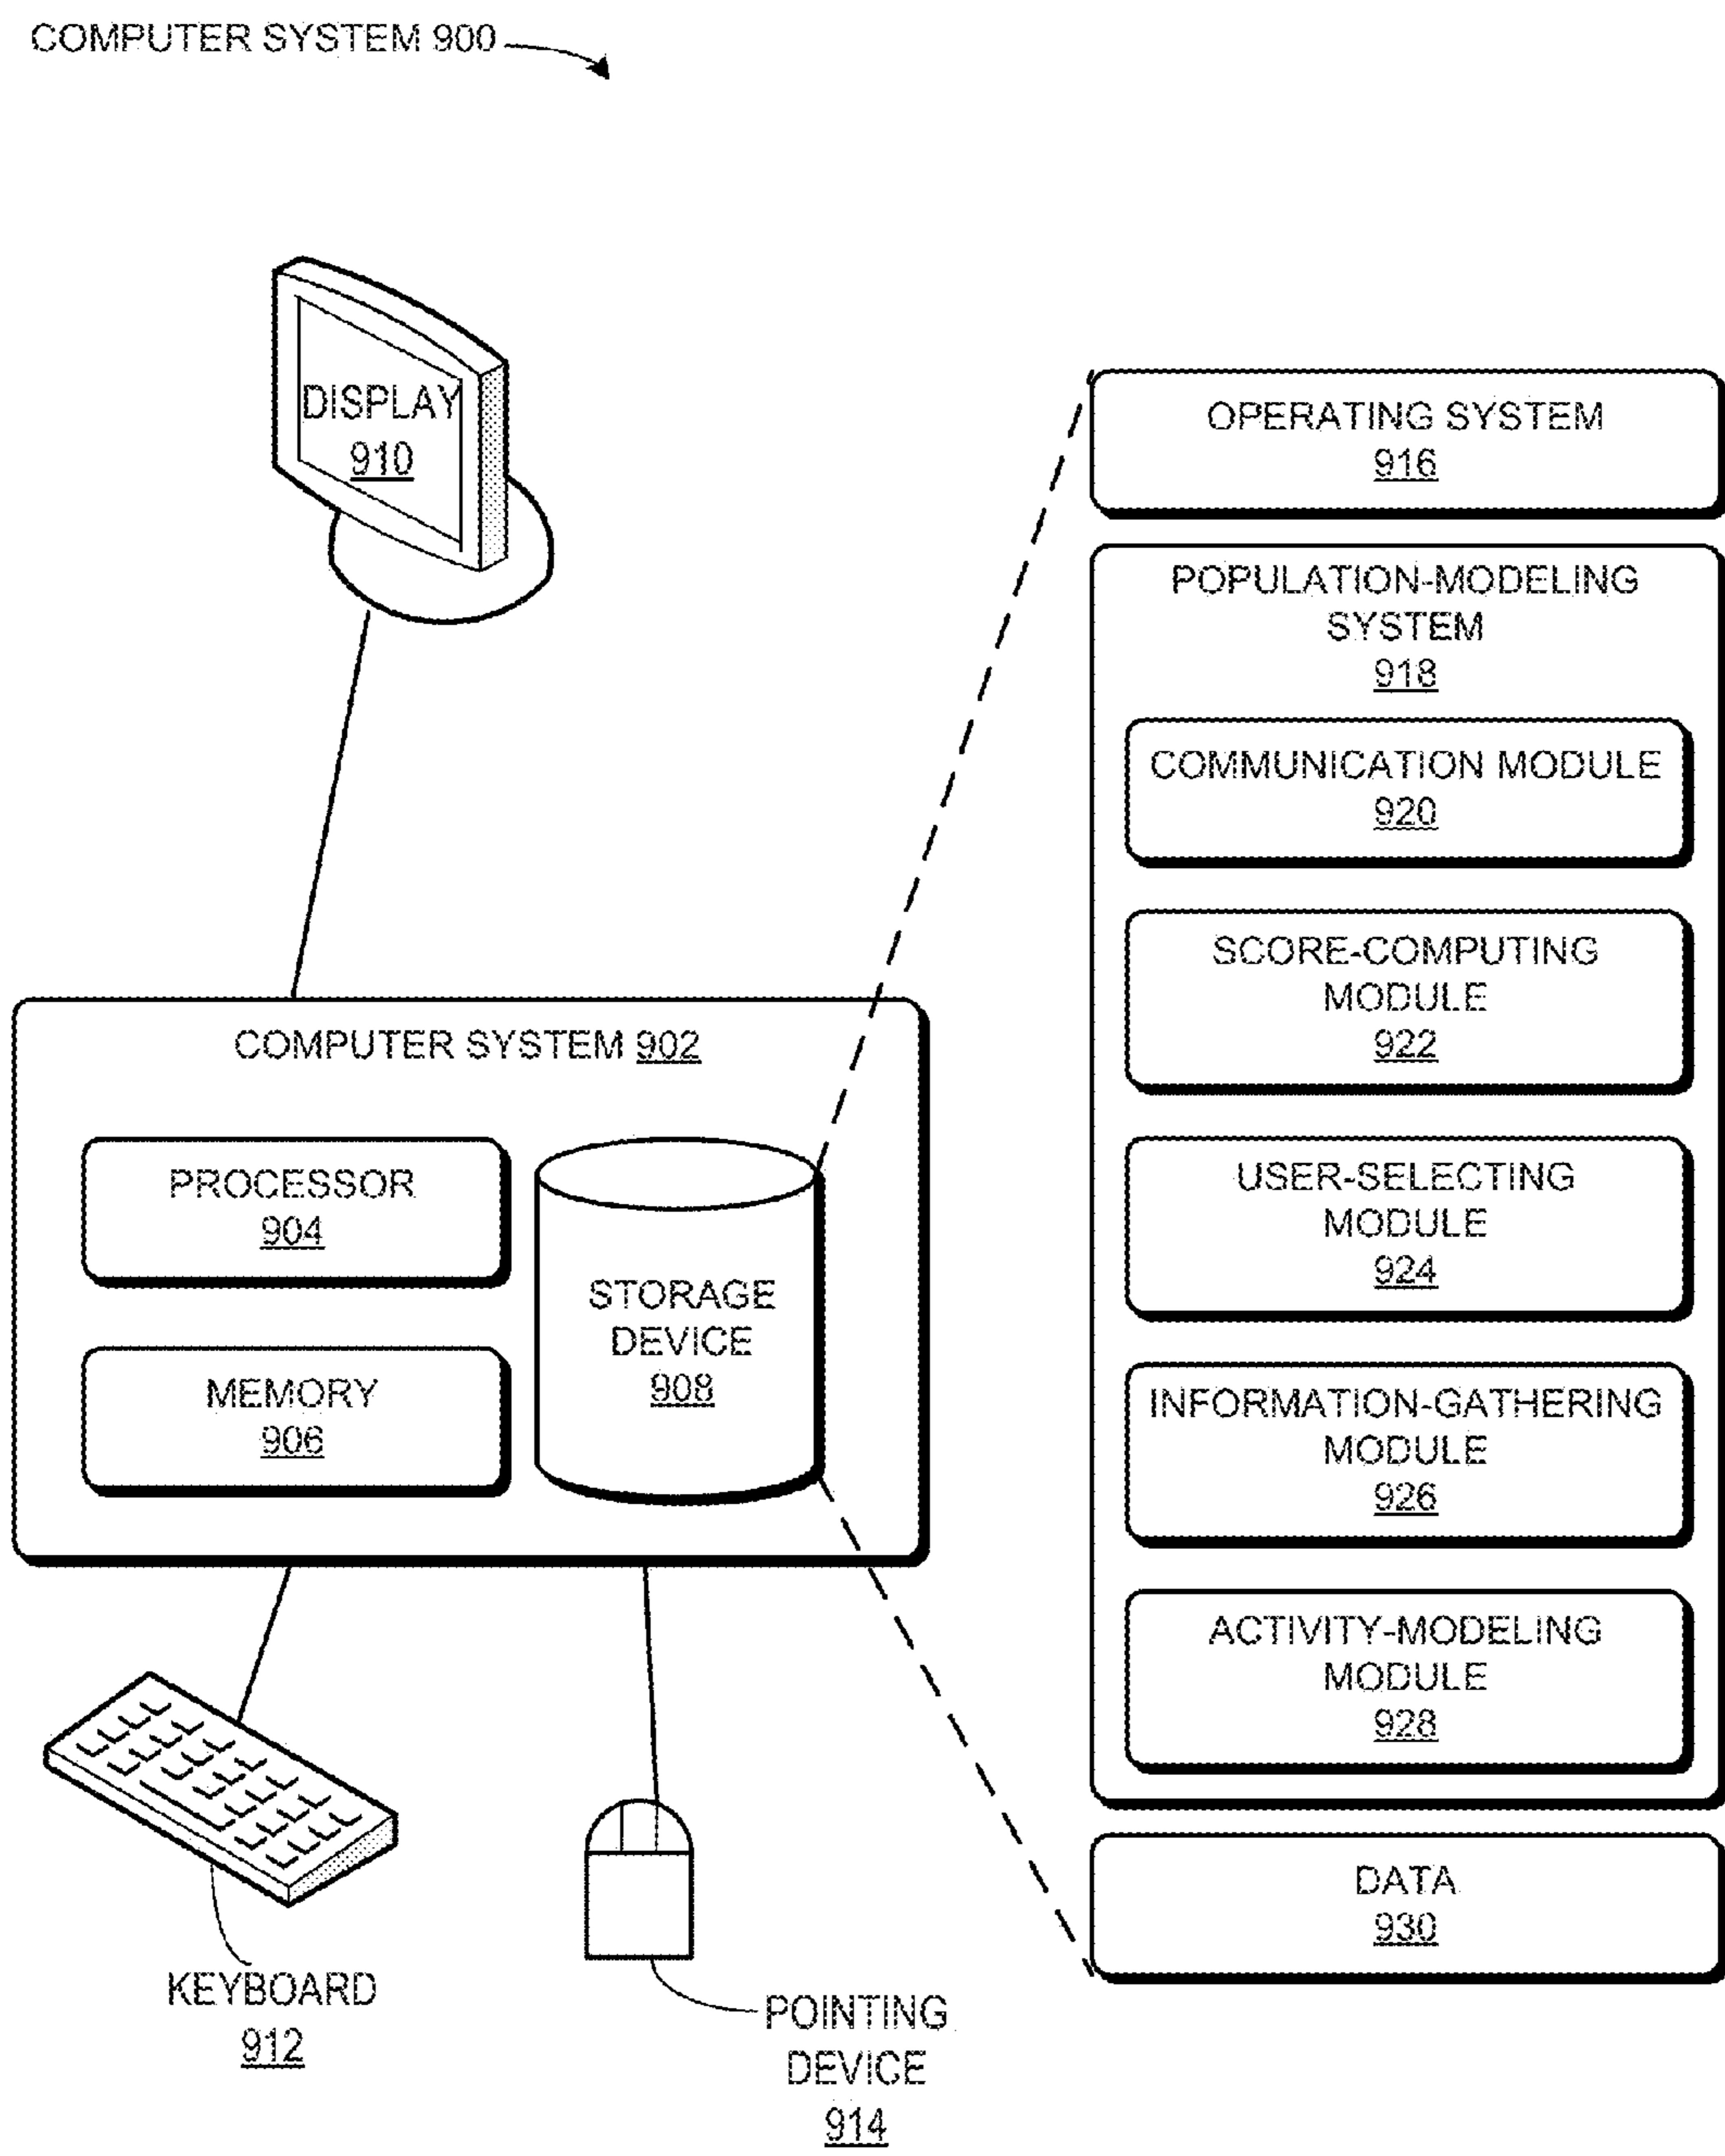 COMPUTER SYSTEM 900
DISPLAY
910
COMPUTER SYSTEM 902
PROCESSOR
904
MEMORY
906
STORAGE
DEVICE
908
KEYBOARD
912
POINTING
DEVICE
914
OPERATING SYSTEM
916
POPULATION-MODELING
SYSTEM
918
COMMUNICATION MODULE
920
SCORE-COMPUTING
MODULE
922
USER-SELECTING
MODULE
924
INFORMATION-GATHERING
MODULE
926
ACTIVITY-MODELING
MODULE
928
DATA
930